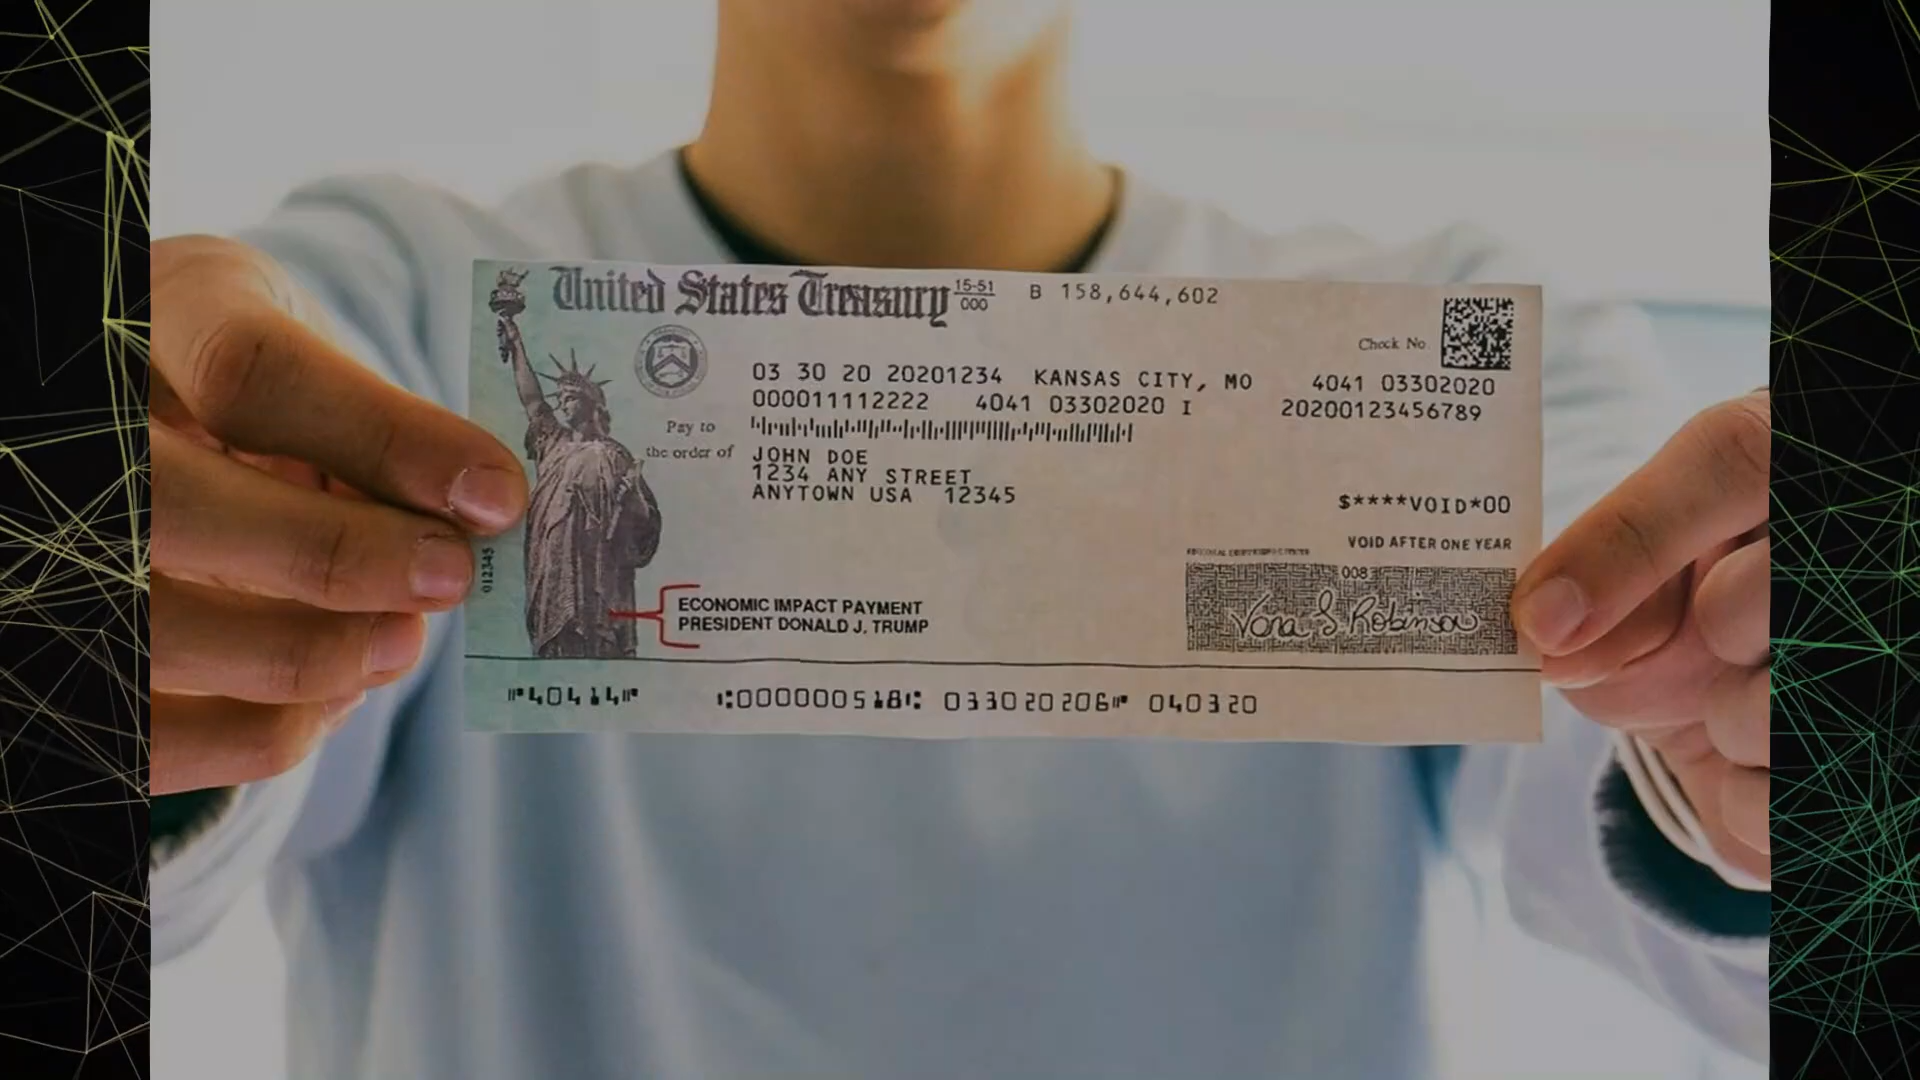 United States Treasury 15-51 000 B 158,644,602
Check No
03 30 20 20201234 KANSAS CITY, MO 4041 03302020
000011112222 4041 03302020 I 20200123456789
Pay to
the order of
JOHN DOE
1234 ANY STREET
ANYTOWN USA 12345
$****VOID*00
VOID AFTER ONE YEAR
008
012345
ECONOMIC IMPACT PAYMENT
PRESIDENT DONALD J. TRUMP
Vona S Robinson
⑈40414⑈ ⑆000000518⑆ 033020206⑈ 040320